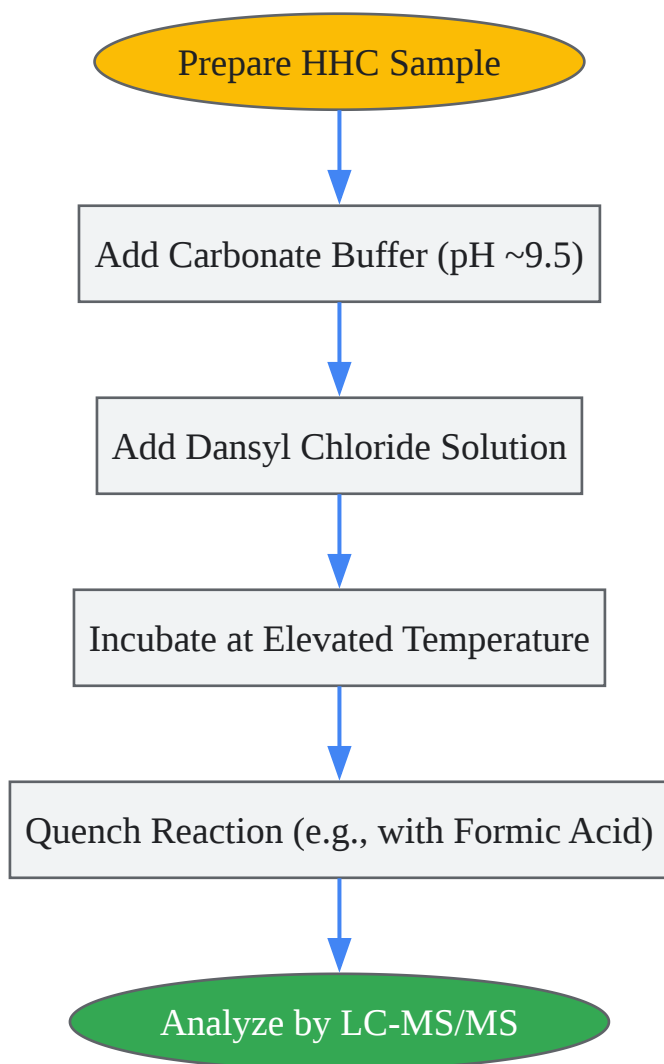 Prepare HHC Sample
Add Carbonate Buffer (pH ~9.5)
Add Dansyl Chloride Solution
Incubate at Elevated Temperature
Quench Reaction (e.g., with Formic Acid)
Analyze by LC-MS/MS